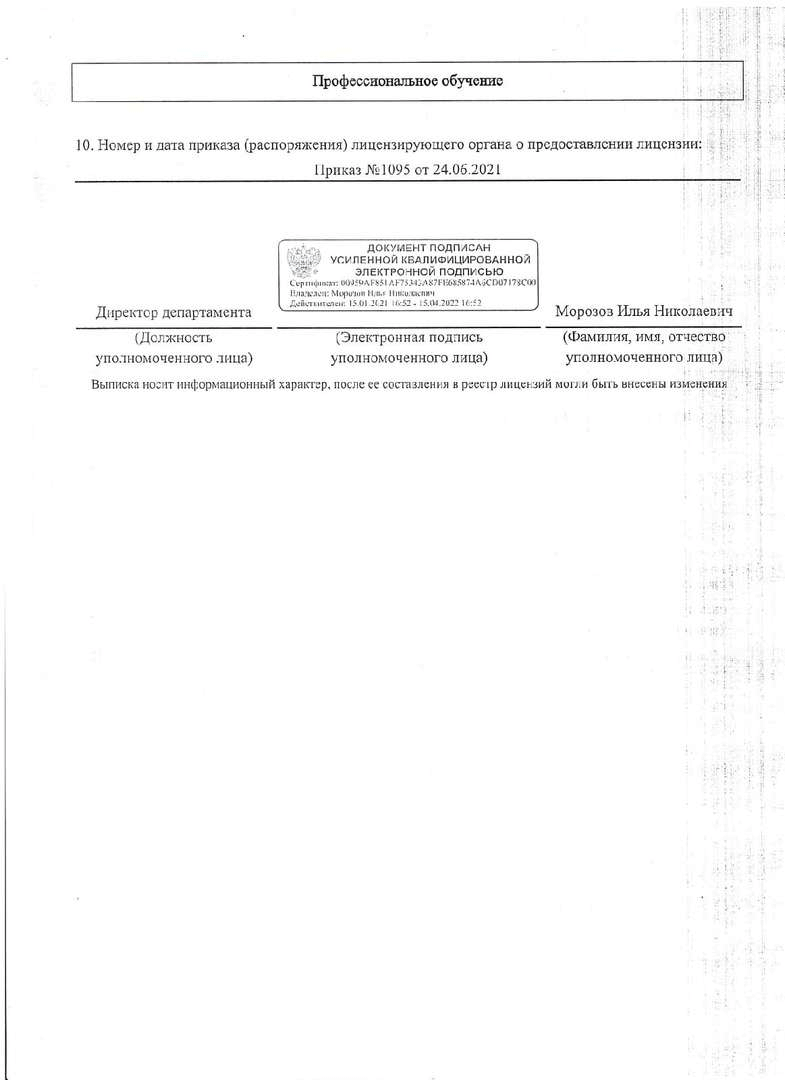 Профессиональное обучение
10. Номер и дата приказа (распоряжения) лицензирующего органа о предоставлении лицензии:
Приказ №1095 от 24.06.2021
ДОКУМЕНТ ПОДПИСАН
УСИЛЕННОЙ КВАЛИФИЦИРОВАННОЙ
ЭЛЕКТРОННОЙ ПОДПИСЬЮ
Сертификат:
Владелец: Морозов Илья Николаевич
Действителен: 15.01.2021 16:52 - 15.04.2022 16:52
Директор департамента
Морозов Илья Николаевич
(Должность
уполномоченного лица)
(Электронная подпись
уполномоченного лица)
(Фамилия, имя, отчество
уполномоченного лица)
Выписка носит информационный характер, после ее составления в реестр лицензий могли быть внесены изменения